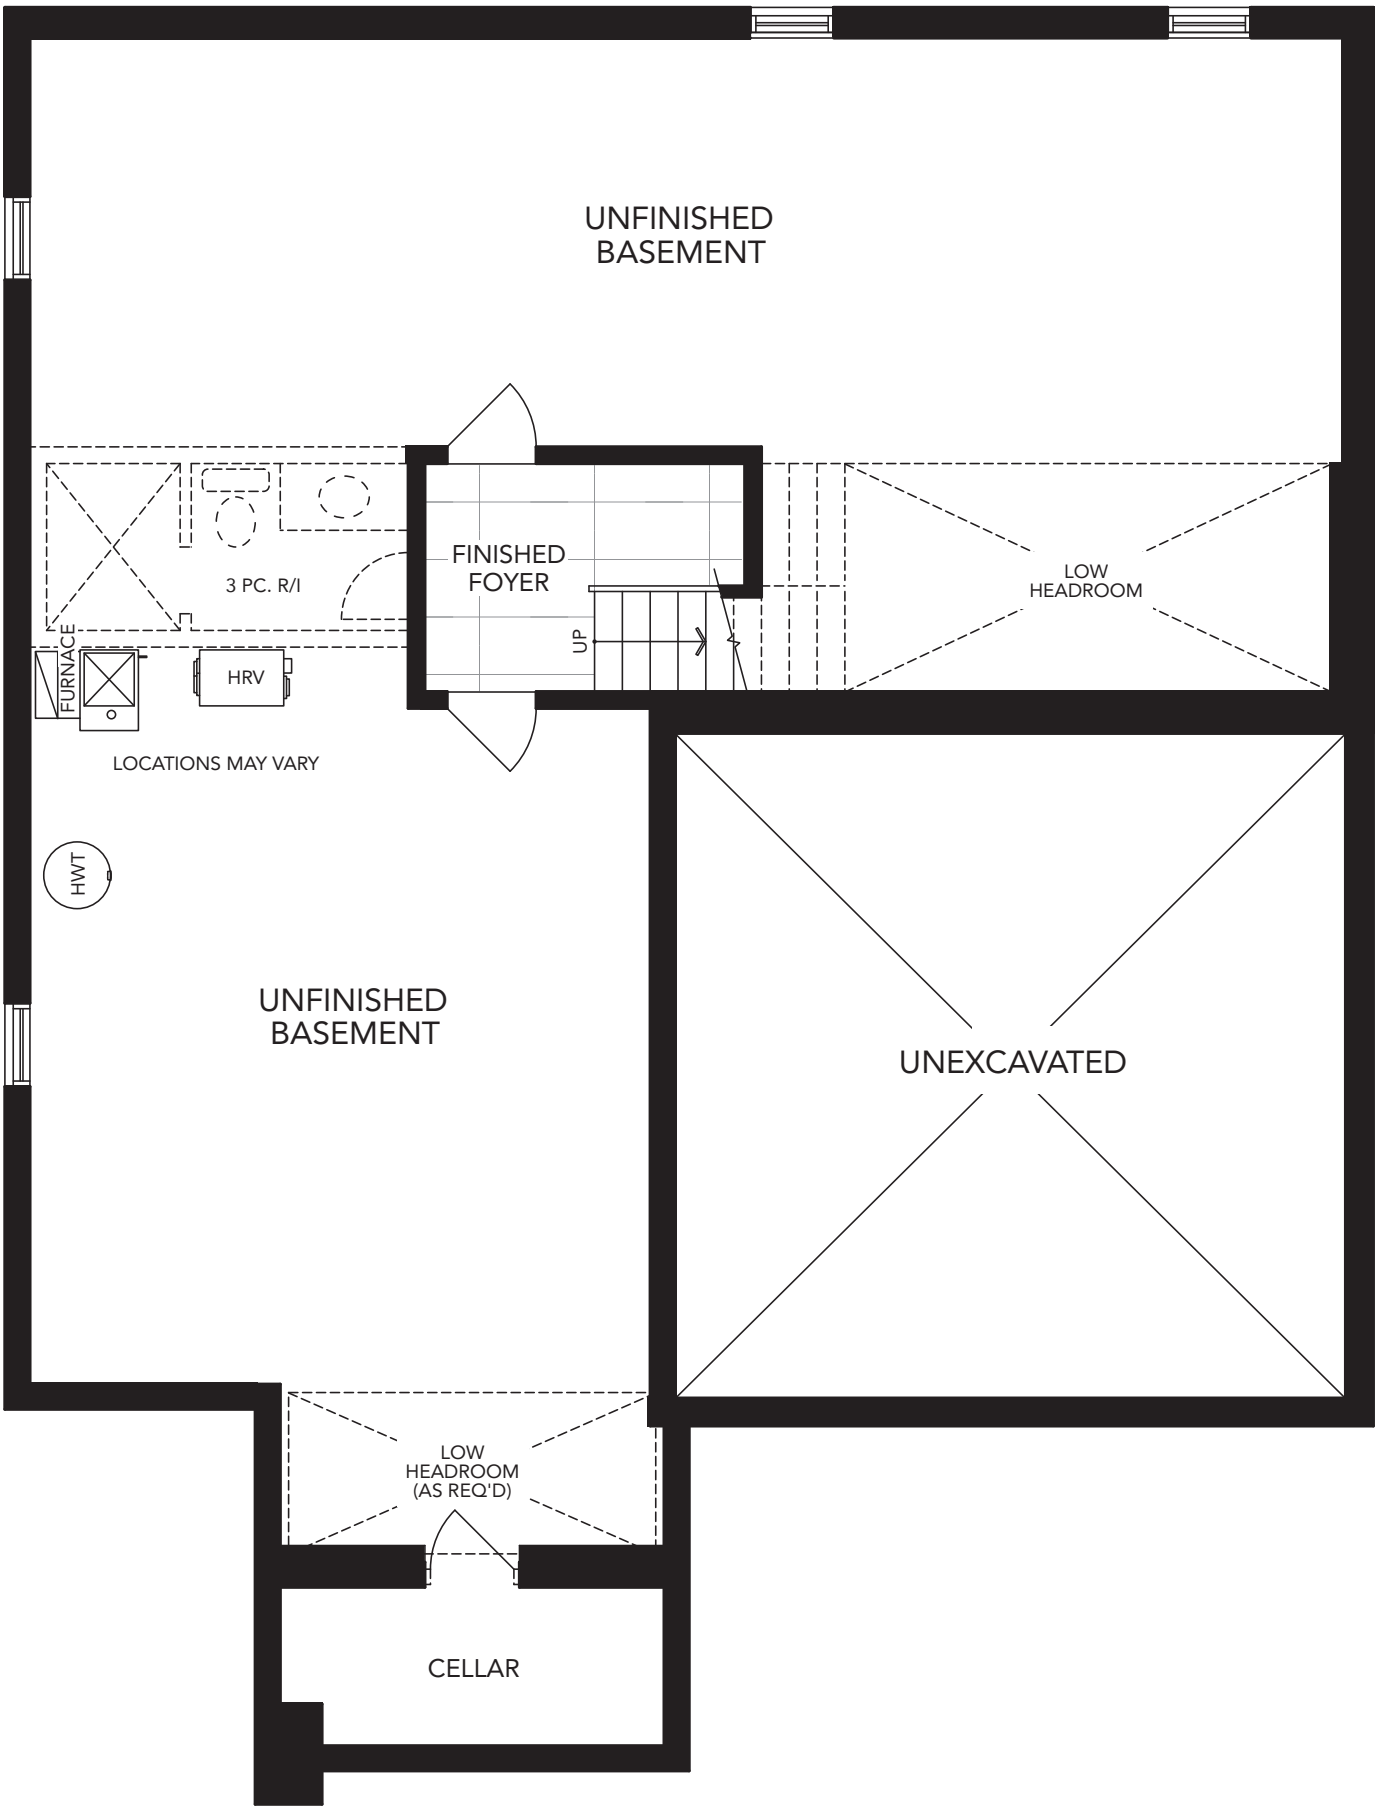 UNFINISHED
BASEMENT
FINISHED
FOYER
3 PC. R/I
LOW
HEADROOM
UP
FURNACE
HRV
LOCATIONS MAY VARY
HWT
UNFINISHED
BASEMENT
UNEXCAVATED
LOW
HEADROOM
(AS REQ'D)
CELLAR